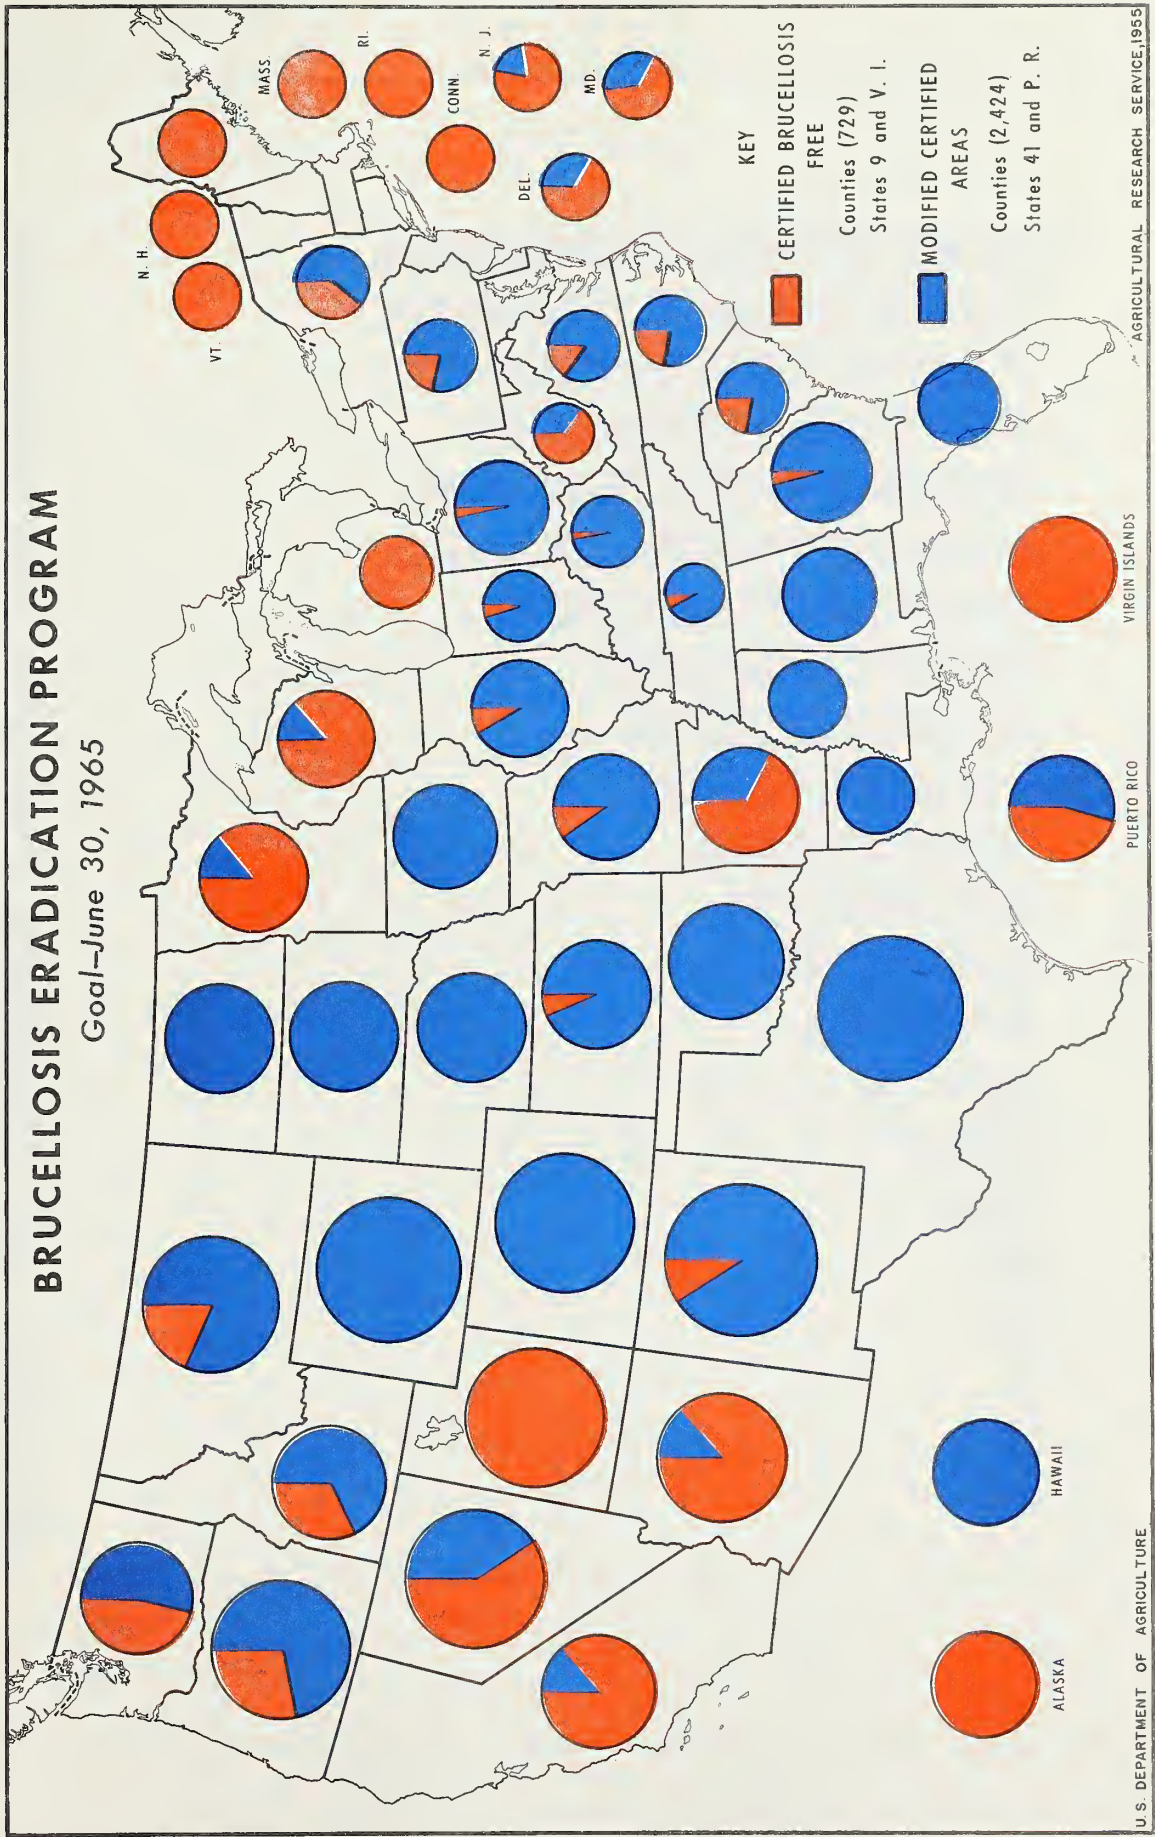 BRUCELLOSIS ERADICATION PROGRAM
Goal–June 30, 1965
N. H.
VT.
MASS.
RI.
CONN.
N. J.
DEL.
MD.
KEY
CERTIFIED BRUCELLOSIS
FREE
Counties (729)
States 9 and V. I.
MODIFIED CERTIFIED
AREAS
Counties (2,424)
States 41 and P. R.
ALASKA
HAWAII
PUERTO RICO
VIRGIN ISLANDS
U. S. DEPARTMENT OF AGRICULTURE
AGRICULTURAL RESEARCH SERVICE,1955